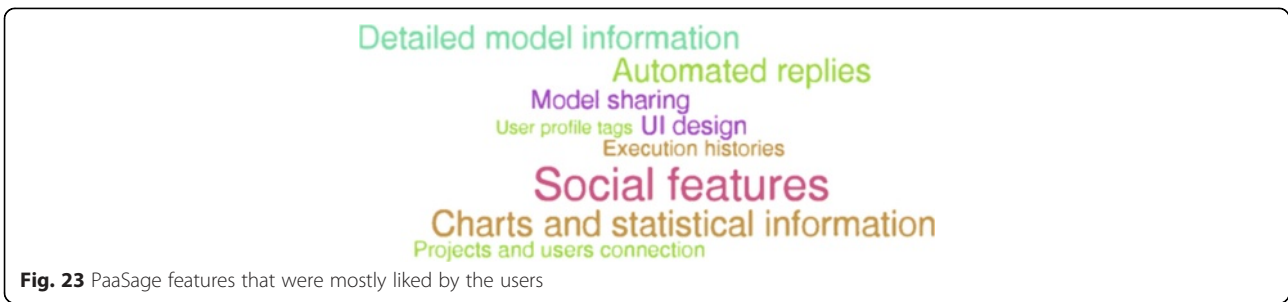 Detailed model information
Automated replies
Model sharing
User profile tags UI design
Execution histories
Social features
Charts and statistical information
Projects and users connection
Fig. 23 PaaSage features that were mostly liked by the users